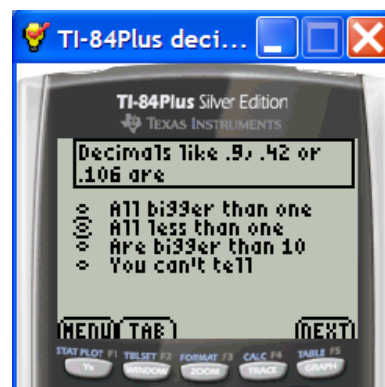 TI-84Plus deci...
TI-84Plus Silver Edition
TEXAS INSTRUMENTS
Decimals like .9, .42 or
.106 are
All bigger than one
All less than one
Are bigger than 10
You can't tell
MENU TAB NEXT
STAT PLOT F1 TBLSET F2 FORMAT F3 CALC F4 TABLE F5
Y= WINDOW ZOOM TRACE GRAPH